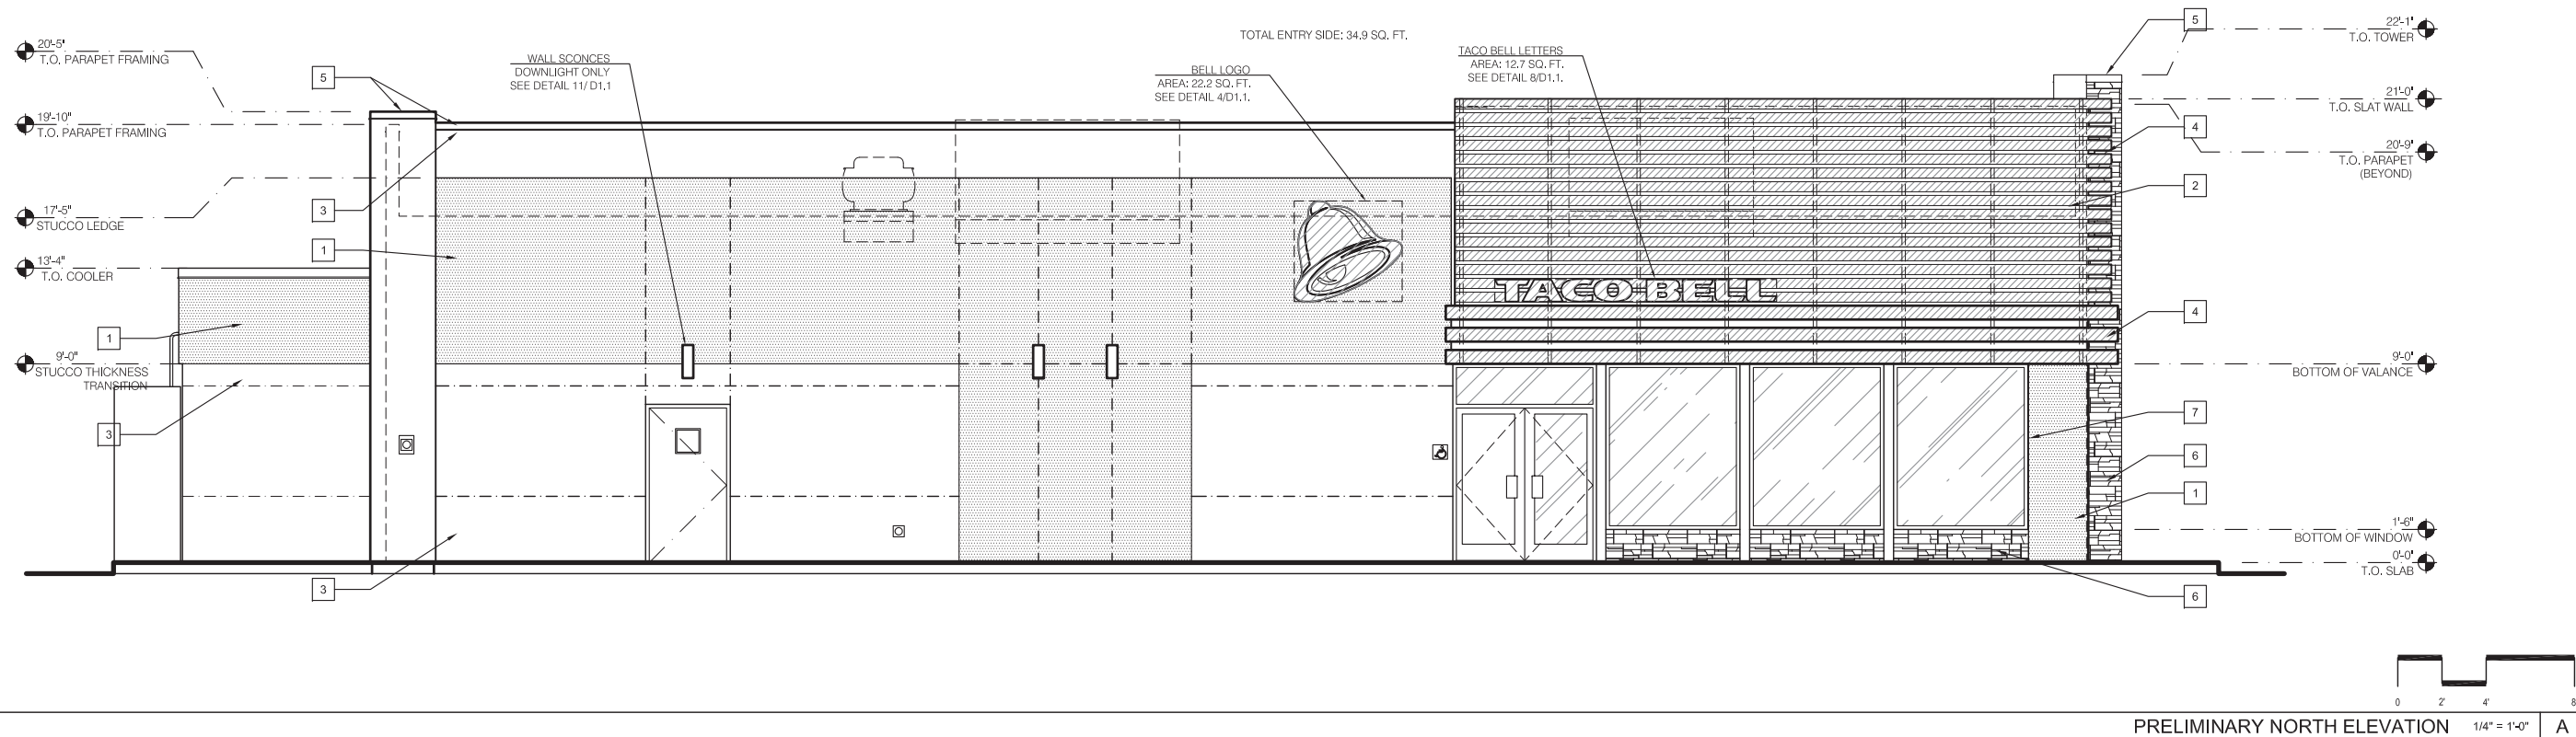 20'-5"
T.O. PARAPET FRAMING
19'-10"
T.O. PARAPET FRAMING
17'-5"
STUCCO LEDGE
13'-4"
T.O. COOLER
9'-0"
STUCCO THICKNESS
TRANSITION
5
3
1
1
3
3
WALL SCONCES
DOWNLIGHT ONLY
SEE DETAIL 11/ D1.1
TOTAL ENTRY SIDE: 34.9 SQ. FT.
BELL LOGO
AREA: 22.2 SQ. FT.
SEE DETAIL 4/D1.1.
TACO BELL LETTERS
AREA: 12.7 SQ. FT.
SEE DETAIL 8/D1.1.
TACO BELL
5
4
2
4
7
6
1
6
22'-1"
T.O. TOWER
21'-0"
T.O. SLAT WALL
20'-9"
T.O. PARAPET
(BEYOND)
9'-0"
BOTTOM OF VALANCE
1'-6"
BOTTOM OF WINDOW
0'-0"
T.O. SLAB
0 2' 4' 8
PRELIMINARY NORTH ELEVATION 1/4" = 1'-0" A